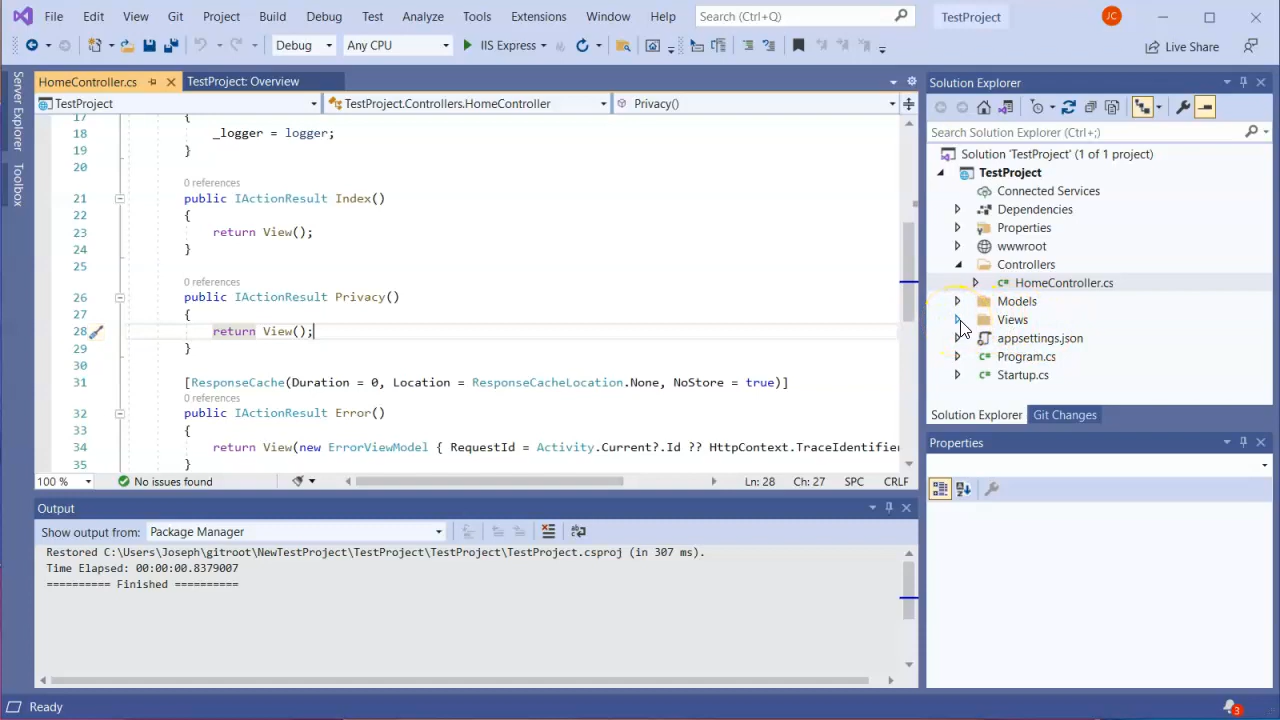 File Edit View Git Project Build Debug Test Analyze Tools Extensions Window Help Search (Ctrl+Q) TestProject JC
Debug Any CPU IIS Express Live Share
Server Explorer
Toolbox
HomeController.cs TestProject: Overview
TestProject TestProject.Controllers.HomeController Privacy()
17 {
18 _logger = logger;
19 }
20
0 references
21 public IActionResult Index()
22 {
23 return View();
24 }
25
0 references
26 public IActionResult Privacy()
27 {
28 return View();
29 }
30
31 [ResponseCache(Duration = 0, Location = ResponseCacheLocation.None, NoStore = true)]
0 references
32 public IActionResult Error()
33 {
34 return View(new ErrorViewModel { RequestId = Activity.Current?.Id ?? HttpContext.TraceIdentifier
35 }
100 % No issues found Ln: 28 Ch: 27 SPC CRLF
Output
Show output from: Package Manager
Restored C:\Users\Joseph\gitroot\NewTestProject\TestProject\TestProject\TestProject.csproj (in 307 ms).
Time Elapsed: 00:00:00.8379007
========== Finished ==========
Solution Explorer
Search Solution Explorer (Ctrl+;)
Solution 'TestProject' (1 of 1 project)
TestProject
Connected Services
Dependencies
Properties
wwwroot
Controllers
HomeController.cs
Models
Views
appsettings.json
Program.cs
Startup.cs
Solution Explorer Git Changes
Properties
Ready 3